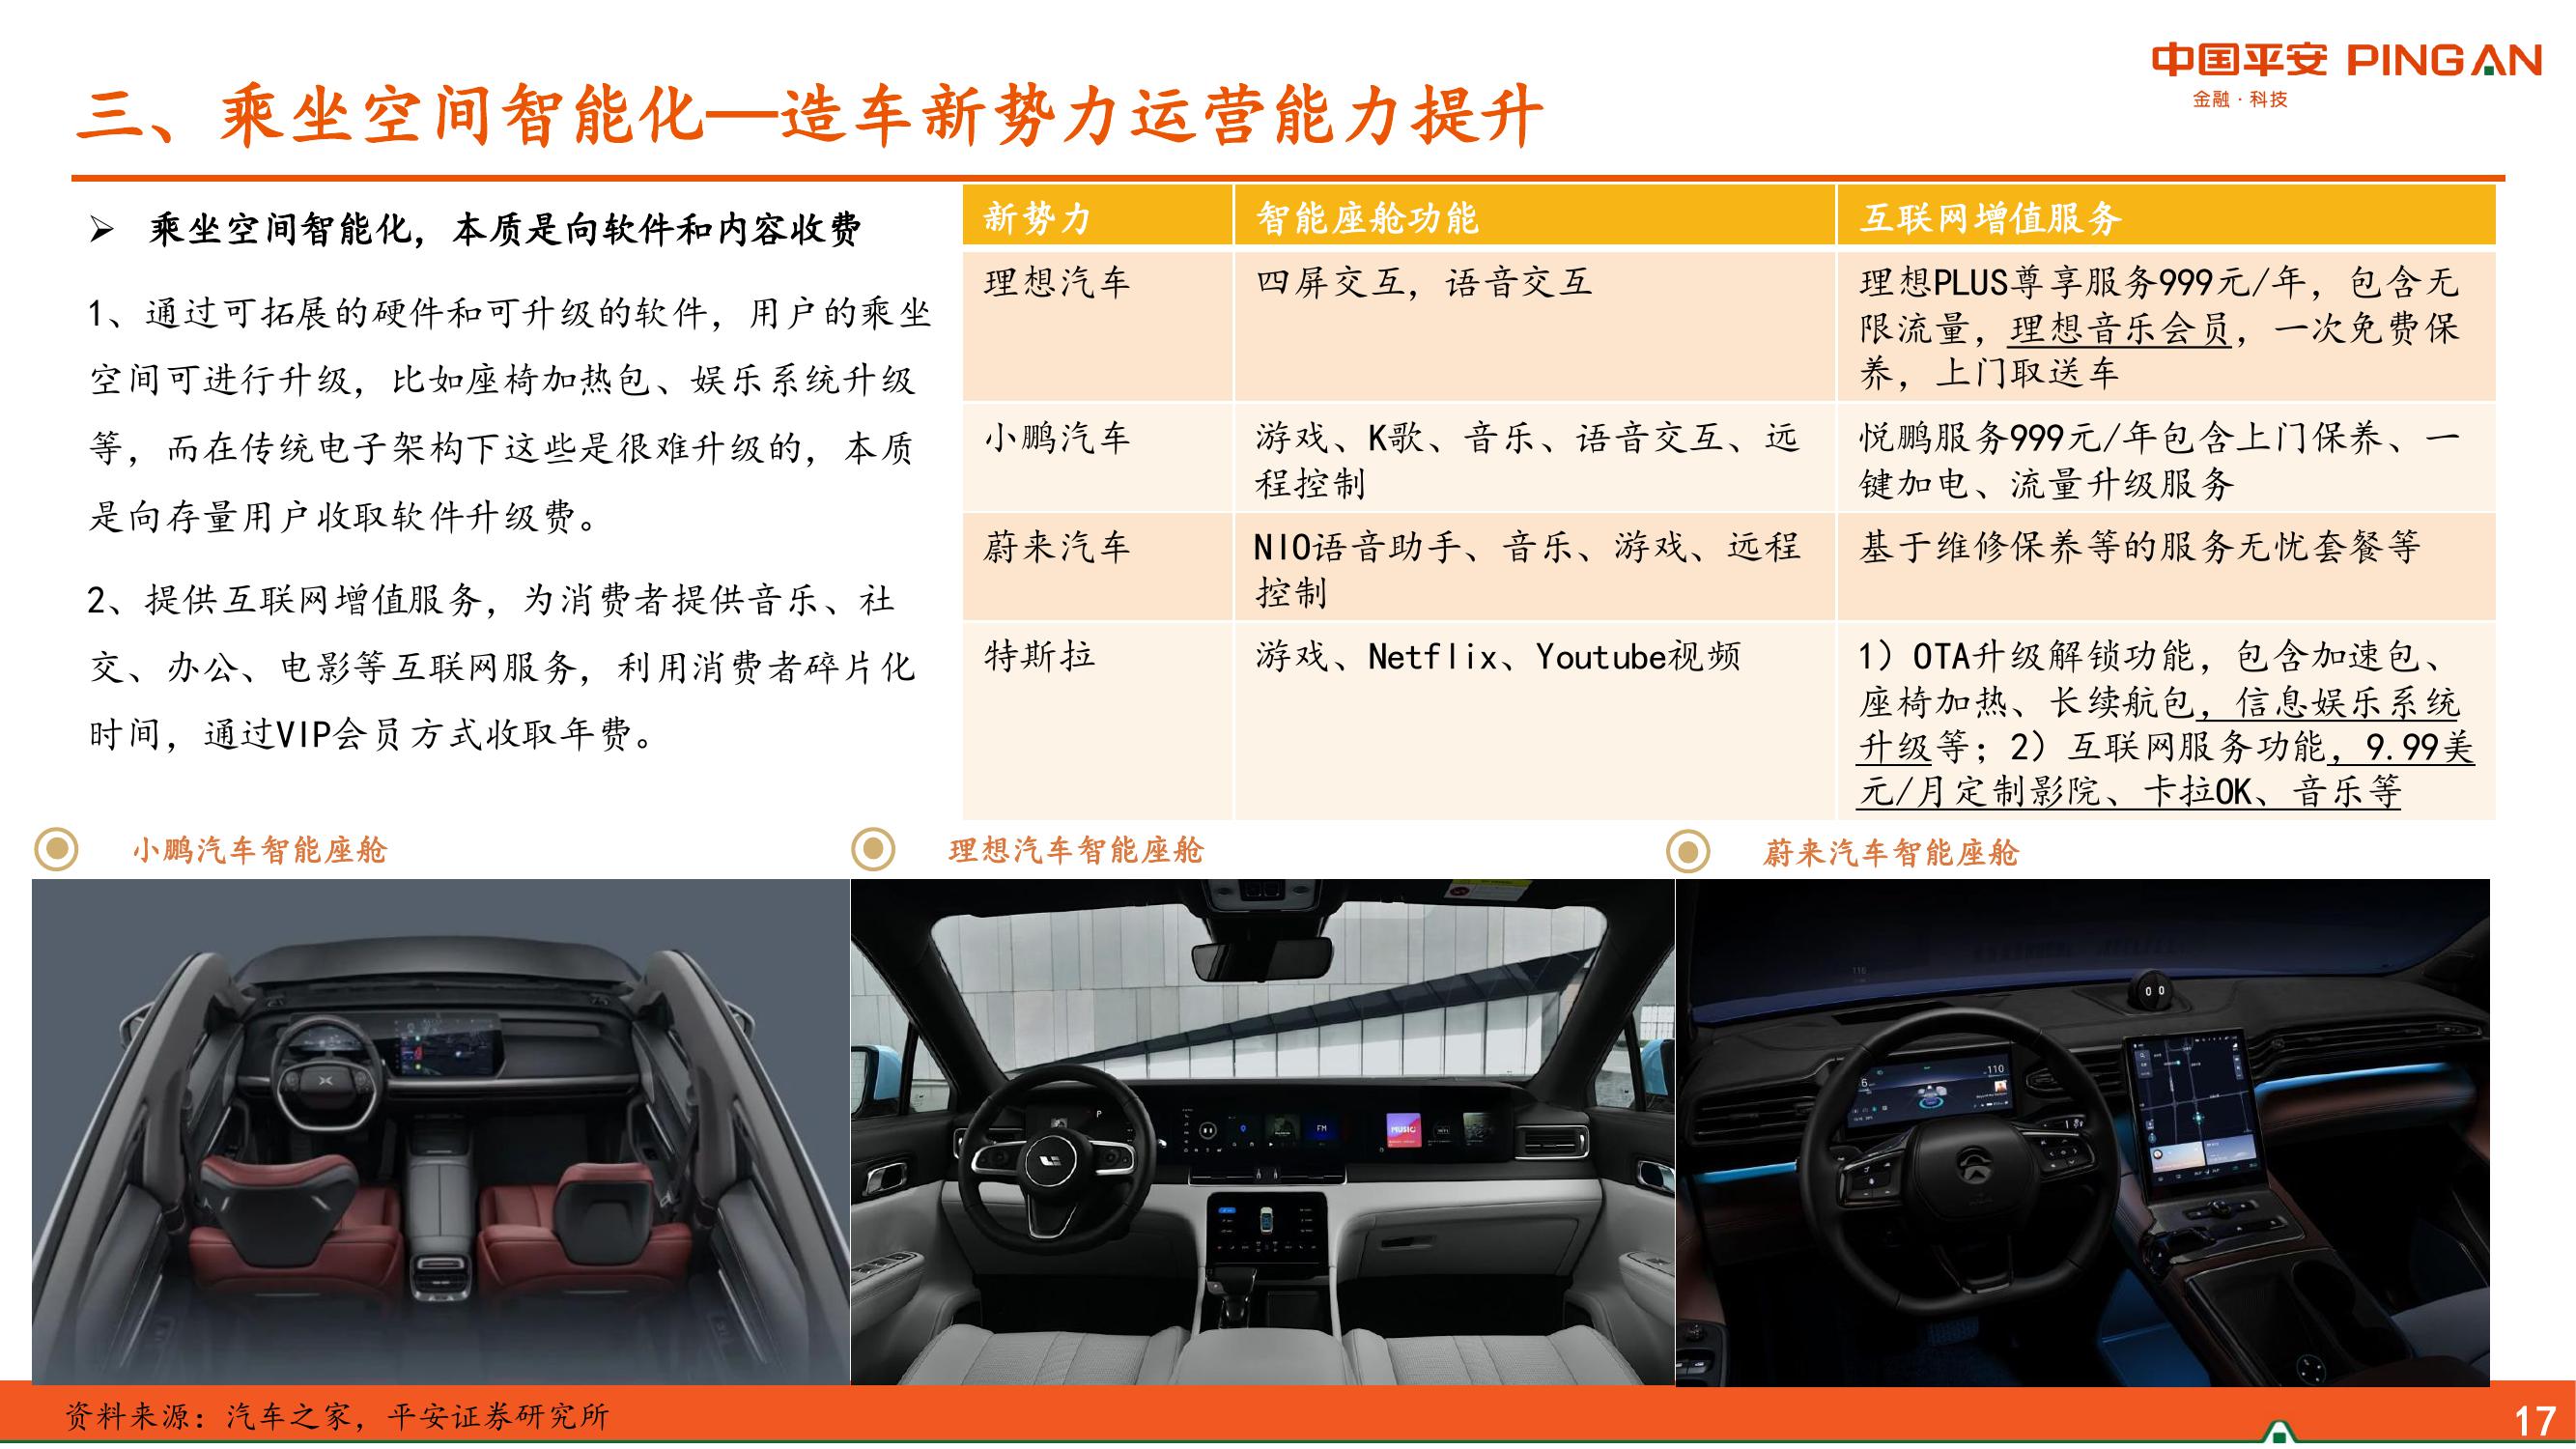 中国平安 PINGAN
金融·科技
三、乘坐空间智能化—造车新势力运营能力提升
乘坐空间智能化，本质是向软件和内容收费
1、通过可拓展的硬件和可升级的软件，用户的乘坐
空间可进行升级，比如座椅加热包、娱乐系统升级
等，而在传统电子架构下这些是很难升级的，本质
是向存量用户收取软件升级费。
2、提供互联网增值服务，为消费者提供音乐、社
交、办公、电影等互联网服务，利用消费者碎片化
时间，通过VIP会员方式收取年费。
新势力 智能座舱功能 互联网增值服务
理想汽车 四屏交互，语音交互 理想PLUS尊享服务999元/年，包含无
限流量，理想音乐会员，一次免费保
养，上门取送车
小鹏汽车 游戏、K歌、音乐、语音交互、远 悦鹏服务999元/年包含上门保养、一
程控制 键加电、流量升级服务
蔚来汽车 NIO语音助手、音乐、游戏、远程 基于维修保养等的服务无忧套餐等
控制
特斯拉 游戏、Netflix、Youtube视频 1）OTA升级解锁功能，包含加速包、
座椅加热、长续航包，信息娱乐系统
升级等；2）互联网服务功能，9.99美
元/月定制影院、卡拉OK、音乐等
小鹏汽车智能座舱 理想汽车智能座舱 蔚来汽车智能座舱
P
FM
MUSIC
110
资料来源：汽车之家，平安证券研究所
17